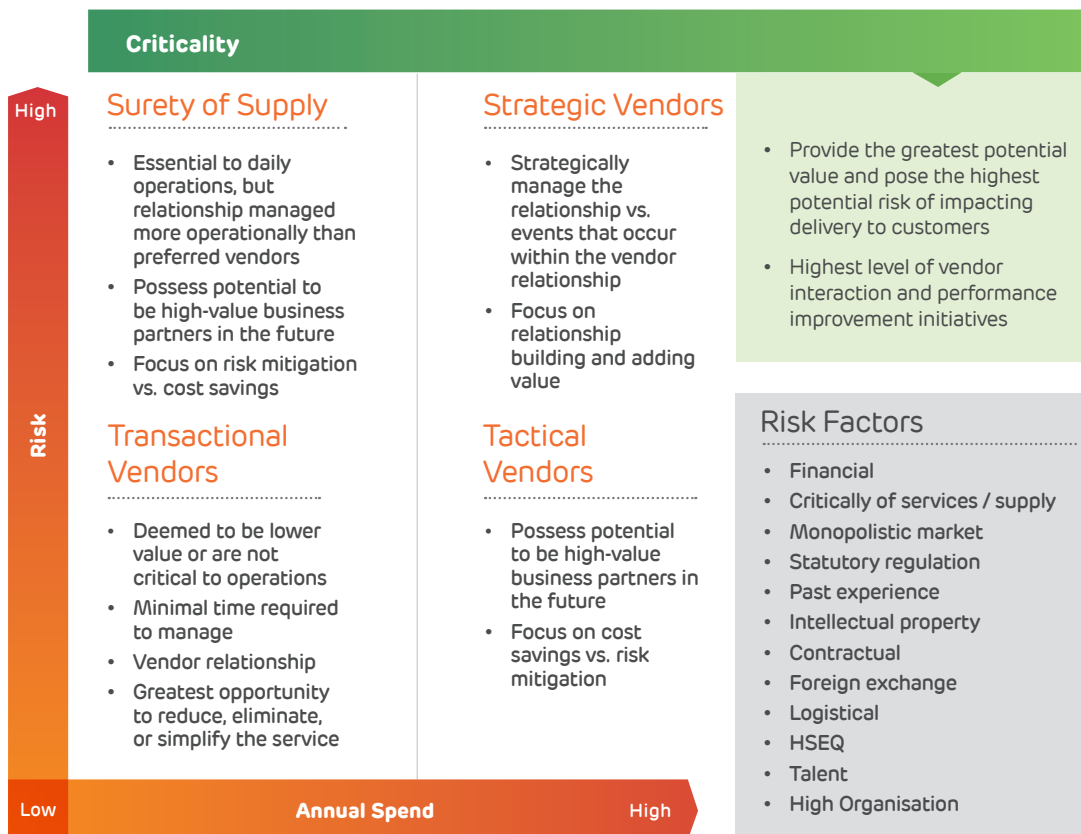 Criticality
High
Risk
Low
Surety of Supply
• Essential to daily
operations, but
relationship managed
more operationally than
preferred vendors
• Possess potential to
be high-value business
partners in the future
• Focus on risk mitigation
vs. cost savings
Strategic Vendors
• Strategically
manage the
relationship vs.
events that occur
within the vendor
relationship
• Focus on
relationship
building and adding
value
• Provide the greatest potential
value and pose the highest
potential risk of impacting
delivery to customers
• Highest level of vendor
interaction and performance
improvement initiatives
Transactional
Vendors
• Deemed to be lower
value or are not
critical to operations
• Minimal time required
to manage
• Vendor relationship
• Greatest opportunity
to reduce, eliminate,
or simplify the service
Tactical
Vendors
• Possess potential
to be high-value
business partners in
the future
• Focus on cost
savings vs. risk
mitigation
Risk Factors
• Financial
• Critically of services / supply
• Monopolistic market
• Statutory regulation
• Past experience
• Intellectual property
• Contractual
• Foreign exchange
• Logistical
• HSEQ
• Talent
• High Organisation
Annual Spend
High